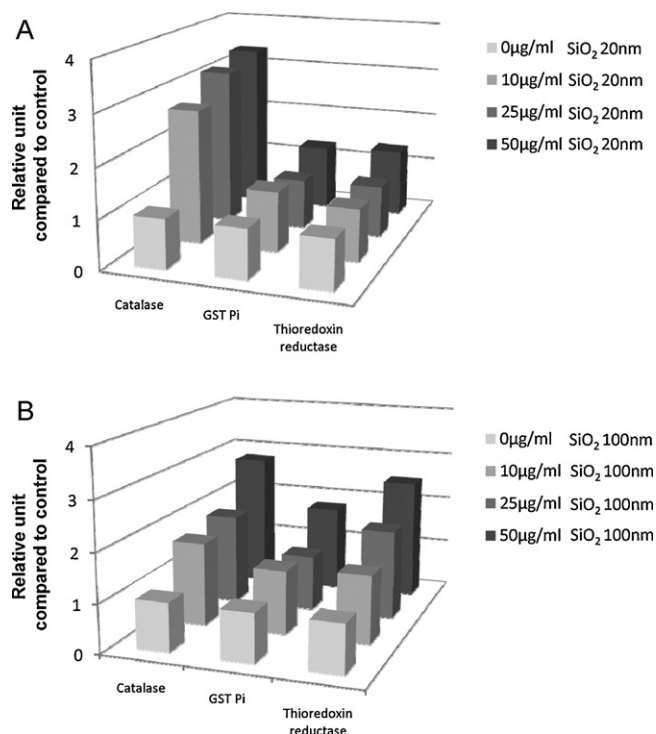 A
Relative unit
compared to control
4
3
2
1
0
Catalase
GST Pi
Thioredoxin
reductase
0µg/ml SiO₂ 20nm
10µg/ml SiO₂ 20nm
25µg/ml SiO₂ 20nm
50µg/ml SiO₂ 20nm
B
Relative unit
compared to control
4
3
2
1
0
Catalase
GST Pi
Thioredoxin
reductase
0µg/ml SiO₂ 100nm
10µg/ml SiO₂ 100nm
25µg/ml SiO₂ 100nm
50µg/ml SiO₂ 100nm